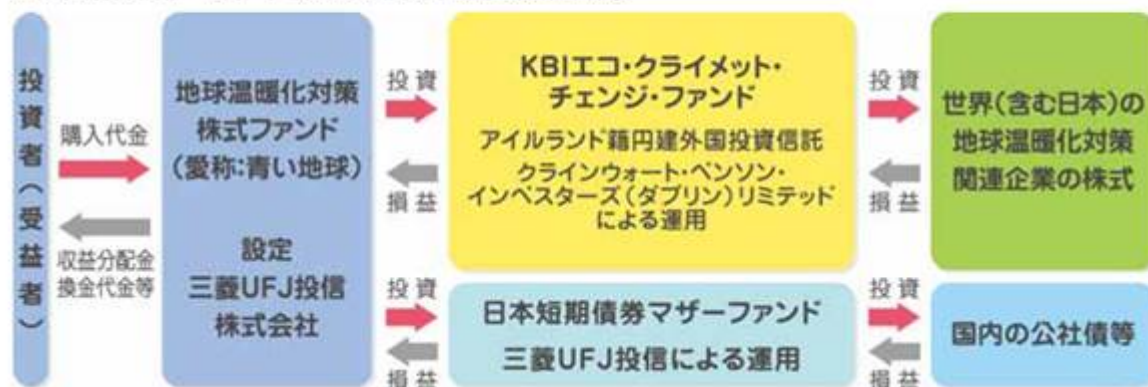 投資者(受益者)
購入代金
収益分配金
換金代金等
地球温暖化対策
株式ファンド
(愛称:青い地球)
設定
三菱UFJ投信
株式会社
投資
損益
KBIエコ・クライメット・
チェンジ・ファンド
アイルランド籍円建外国投資信託
クラインウォート・ベンソン・
インベスターズ(ダブリン)リミテッド
による運用
投資
損益
世界(含む日本)の
地球温暖化対策
関連企業の株式
投資
損益
日本短期債券マザーファンド
三菱UFJ投信による運用
投資
損益
国内の公社債等